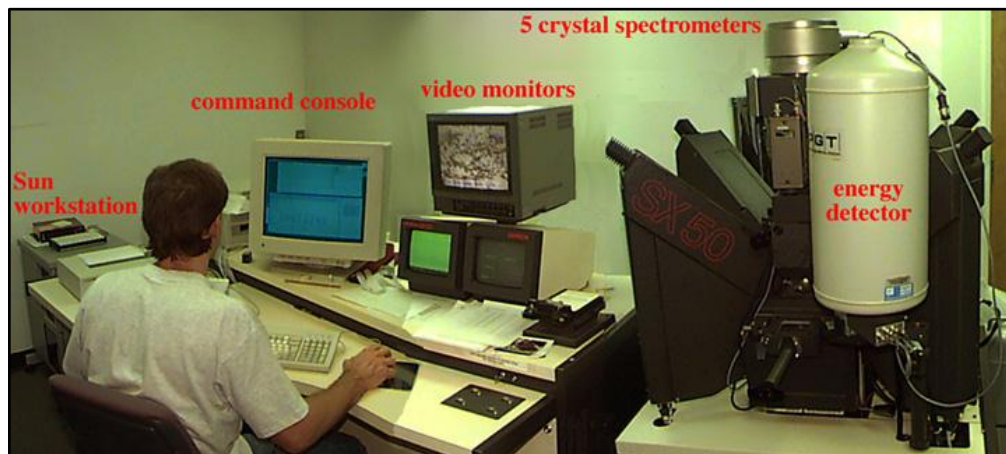 5 crystal spectrometers
video monitors
command console
Sun
workstation
PGT
energy
detector
SX50